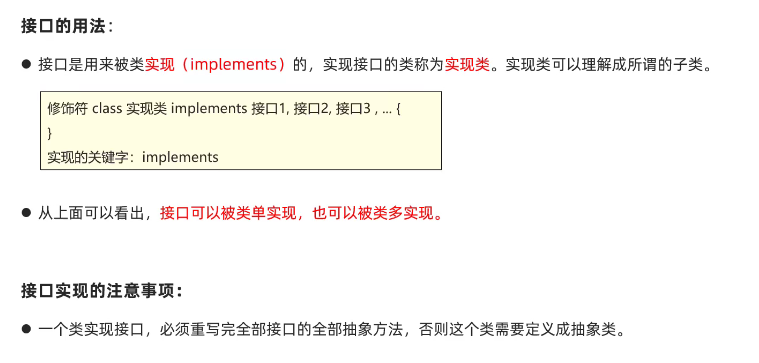 接口的用法：
● 接口是用来被类实现（implements）的，实现接口的类称为实现类。实现类可以理解成所谓的子类。
修饰符 class 实现类 implements 接口1, 接口2, 接口3 , ... {
}
实现的关键字：implements
● 从上面可以看出，接口可以被类单实现，也可以被类多实现。
接口实现的注意事项：
● 一个类实现接口，必须重写完全部接口的全部抽象方法，否则这个类需要定义成抽象类。